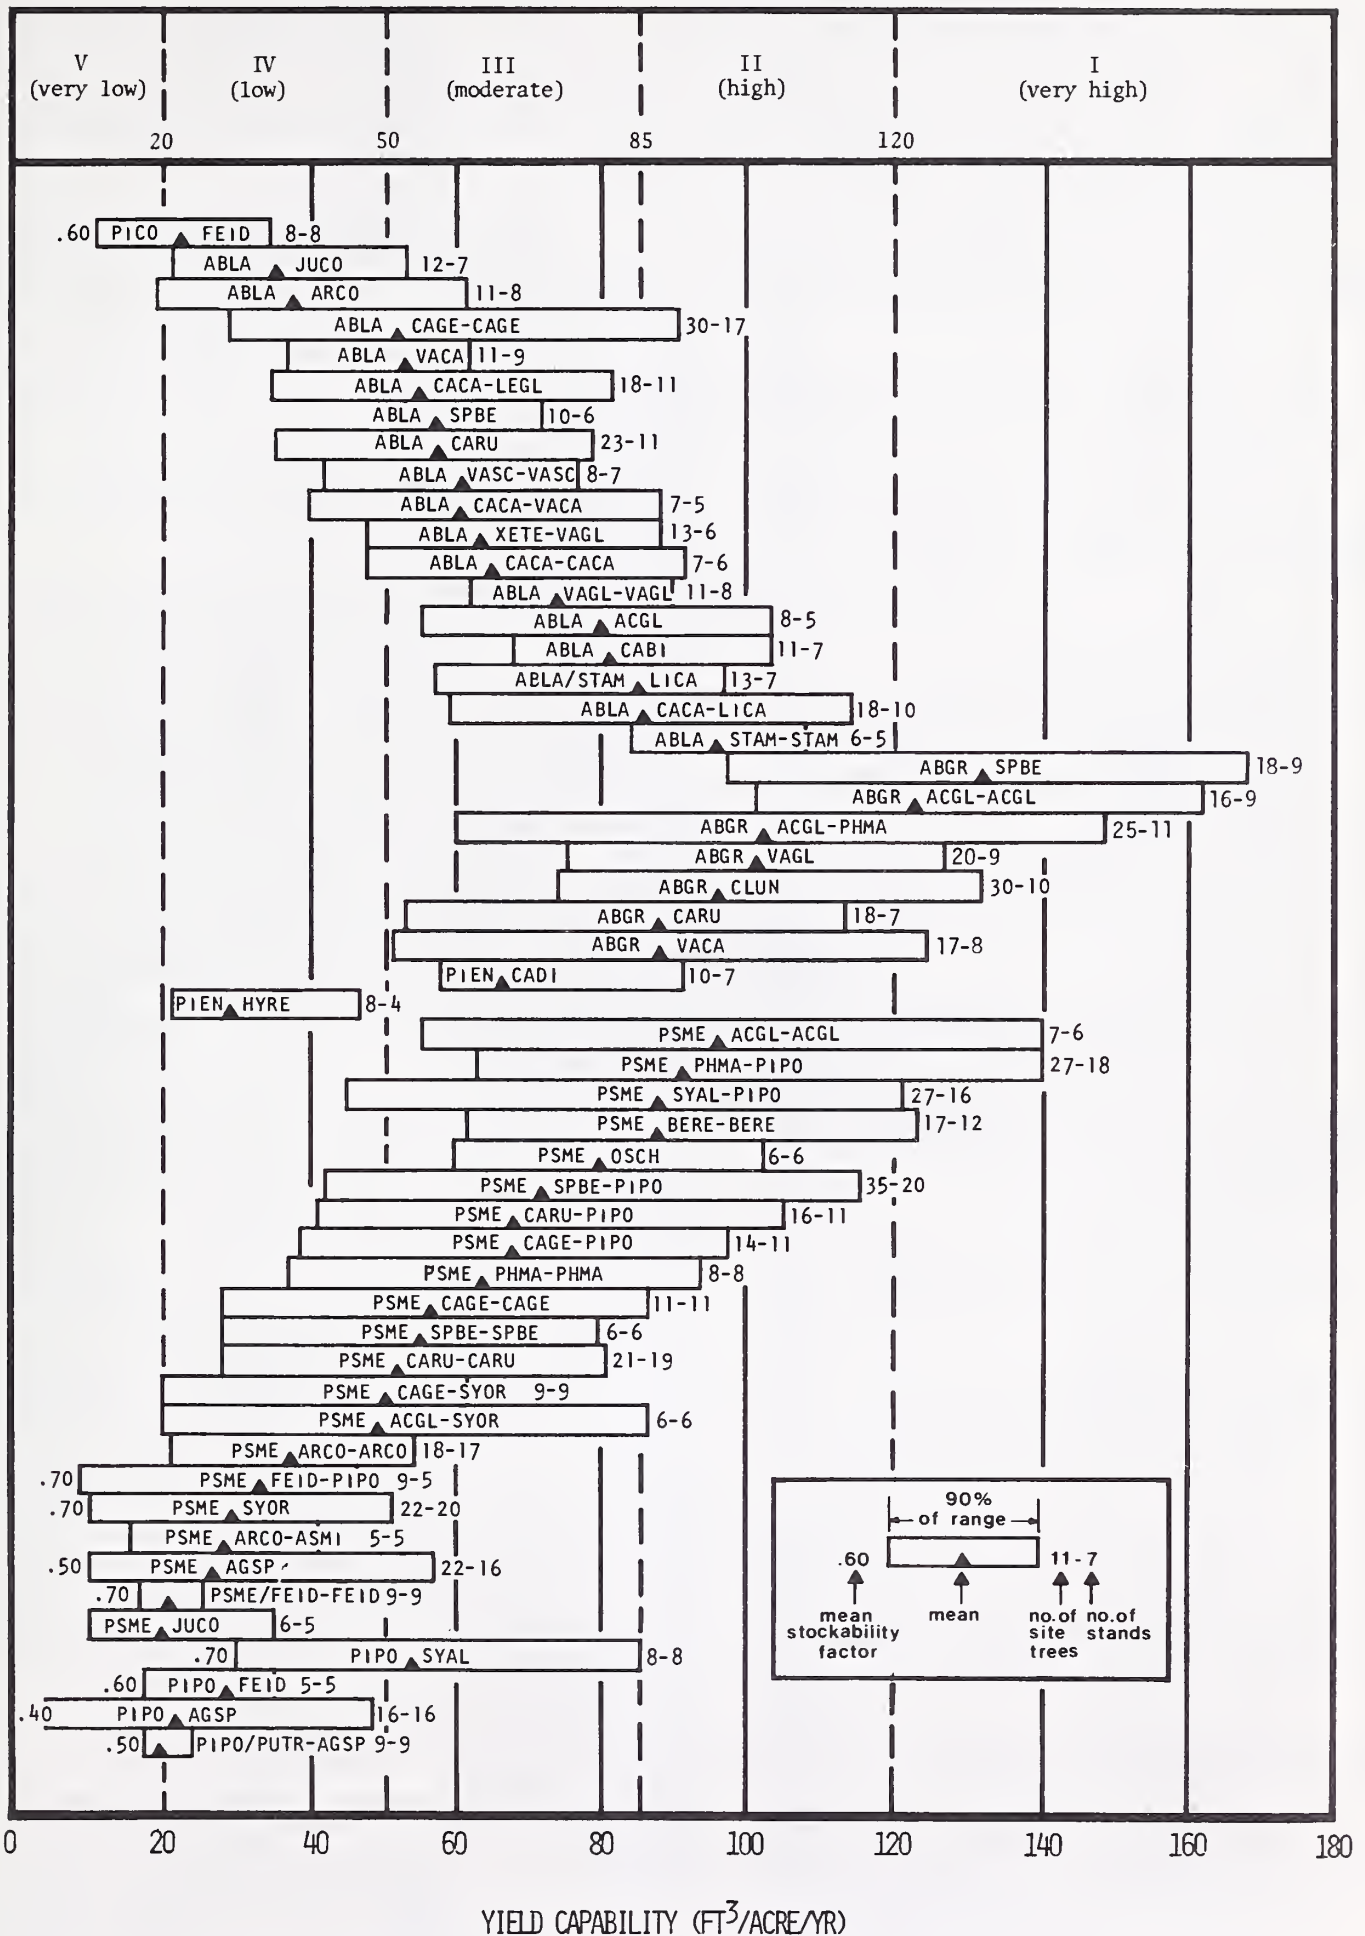 V IV III II I
(very low) (low) (moderate) (high) (very high)
20 50 85 120
.60 PICO FEID 8-8
ABLA JUCO 12-7
ABLA ARCO 11-8
ABLA CAGE-CAGE 30-17
ABLA VACA 11-9
ABLA CACA-LEGL 18-11
ABLA SPBE 10-6
ABLA CARU 23-11
ABLA VASC-VASC 8-7
ABLA CACA-VACA 7-5
ABLA XETE-VAGL 13-6
ABLA CACA-CACA 7-6
ABLA VAGL-VAGL 11-8
ABLA ACGL 8-5
ABLA CABI 11-7
ABLA/STAM LICA 13-7
ABLA CACA-LICA 18-10
ABLA STAM-STAM 6-5
ABGR SPBE 18-9
ABGR ACGL-ACGL 16-9
ABGR ACGL-PHMA 25-11
ABGR VAGL 20-9
ABGR CLUN 30-10
ABGR CARU 18-7
ABGR VACA 17-8
PIEN CADI 10-7
PIEN HYRE 8-4
PSME ACGL-ACGL 7-6
PSME PHMA-PIPO 27-18
PSME SYAL-PIPO 27-16
PSME BERE-BERE 17-12
PSME OSCH 6-6
PSME SPBE-PIPO 35-20
PSME CARU-PIPO 16-11
PSME CAGE-PIPO 14-11
PSME PHMA-PHMA 8-8
PSME CAGE-CAGE 11-11
PSME SPBE-SPBE 6-6
PSME CARU-CARU 21-19
PSME CAGE-SYOR 9-9
PSME ACGL-SYOR 6-6
PSME ARCO-ARCO 18-17
.70 PSME FEID-PIPO 9-5
.70 PSME SYOR 22-20
PSME ARCO-ASMI 5-5
.50 PSME AGSP 22-16
.70 PSME/FEID-FEID 9-9
PSME JUCO 6-5
.70 PIPO SYAL 8-8
.60 PIPO FEID 5-5
.40 PIPO AGSP 16-16
.50 PIPO/PUTR-AGSP 9-9
90%
of range
.60 11-7
mean
stockability
factor
mean
no. of
site
trees
no. of
stands
0 20 40 60 80 100 120 140 160 180
YIELD CAPABILITY (FT3/ACRE/YR)